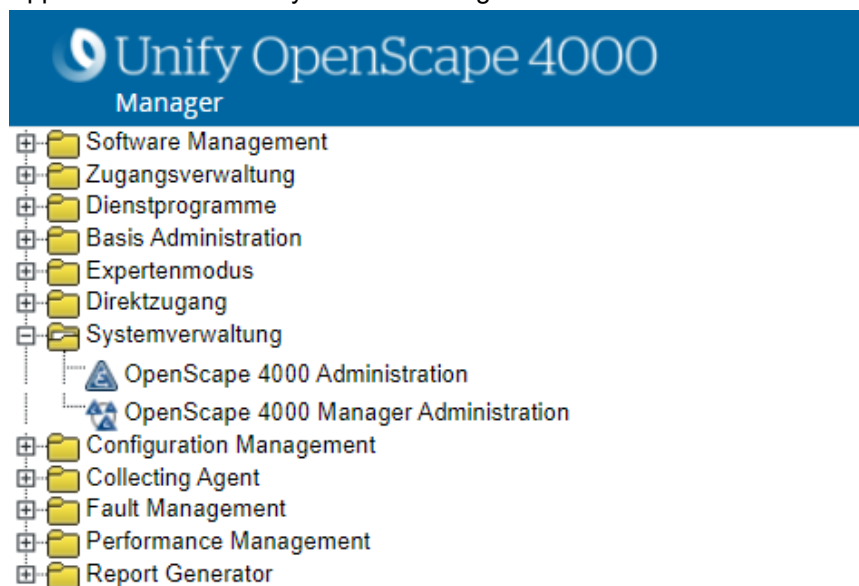 Unify OpenScape 4000
Manager
Software Management
Zugangsverwaltung
Dienstprogramme
Basis Administration
Expertenmodus
Direktzugang
Systemverwaltung
OpenScape 4000 Administration
OpenScape 4000 Manager Administration
Configuration Management
Collecting Agent
Fault Management
Performance Management
Report Generator